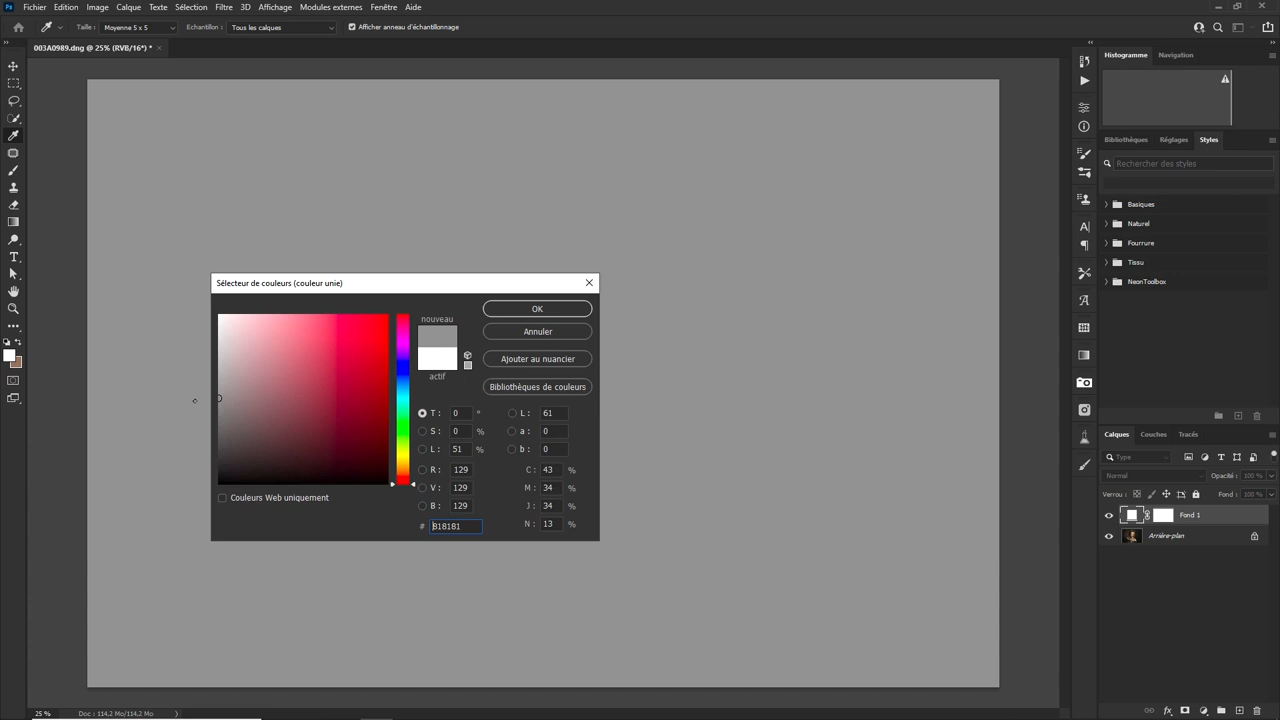 Ps Fichier Edition Image Calque Texte Sélection Filtre 3D Affichage Modules externes Fenêtre Aide
Taille : Moyenne 5 x 5 Echantillon : Tous les calques Afficher anneau d'échantillonnage
003A0989.dng @ 25% (RVB/16*) *
Histogramme Navigation
Bibliothèques Réglages Styles
Rechercher des styles
Basiques
Naturel
Fourrure
Tissu
NeonToolbox
Sélecteur de couleurs (couleur unie)
nouveau
actif
OK
Annuler
Ajouter au nuancier
Bibliothèques de couleurs
T : 0 ° L : 61
S : 0 % a : 0
L : 51 % b : 0
R : 129 C : 43 %
V : 129 M : 34 %
B : 129 J : 34 %
# 818181 N : 13 %
Couleurs Web uniquement
Calques Couches Tracés
Type
Normal Opacité : 100 %
Verrou : Fond : 100 %
Fond 1
Arrière-plan
25 % Doc : 114.2 Mo/114.2 Mo